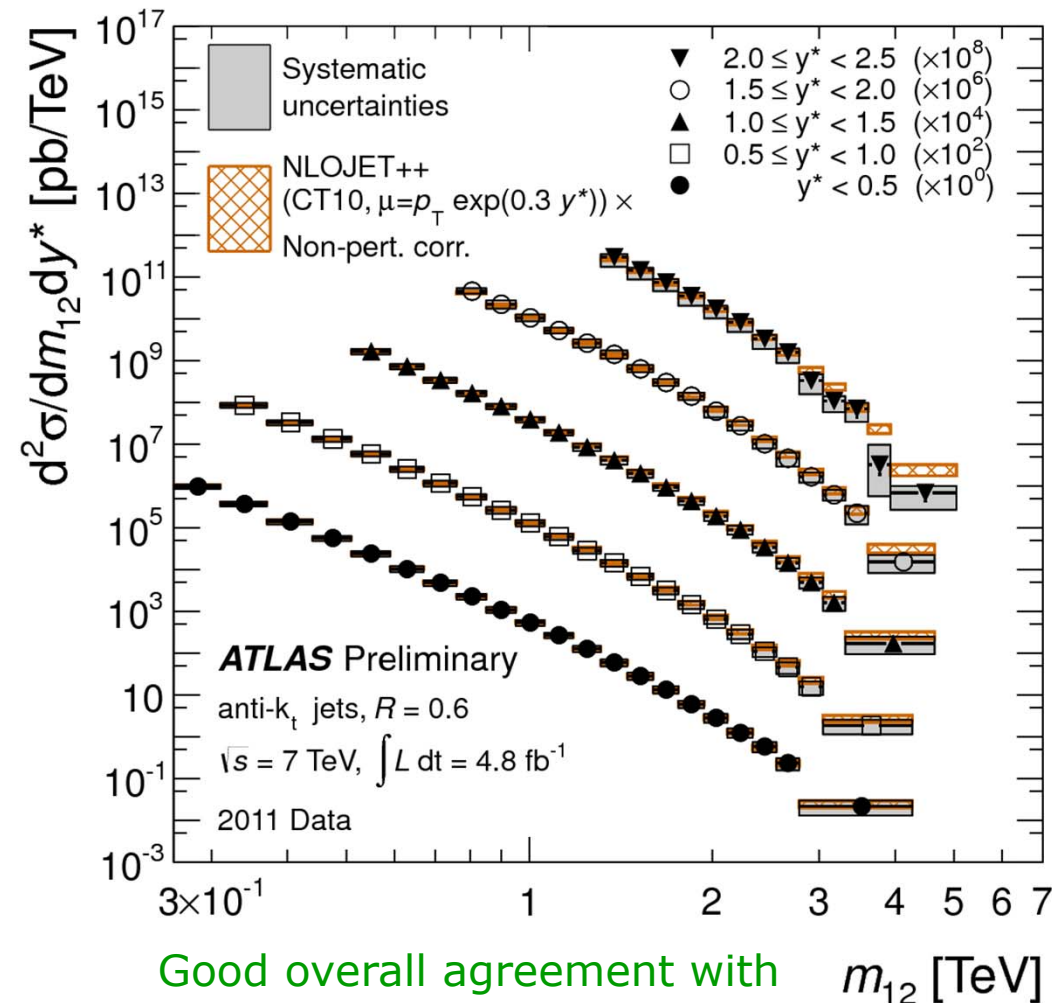 d²σ/dm₁₂dy* [pb/TeV]
10¹⁷
10¹⁵
10¹³
10¹¹
10⁹
10⁷
10⁵
10³
10
10⁻¹
10⁻³
Systematic
uncertainties
NLOJET++
(CT10, μ=p_T exp(0.3 y*)) ×
Non-pert. corr.
2.0 ≤ y* < 2.5 (×10⁸)
1.5 ≤ y* < 2.0 (×10⁶)
1.0 ≤ y* < 1.5 (×10⁴)
0.5 ≤ y* < 1.0 (×10²)
y* < 0.5 (×10⁰)
ATLAS Preliminary
anti-kₜ jets, R = 0.6
√s = 7 TeV, ∫L dt = 4.8 fb⁻¹
2011 Data
3×10⁻¹ 1 2 3 4 5 6 7
Good overall agreement with
m₁₂ [TeV]